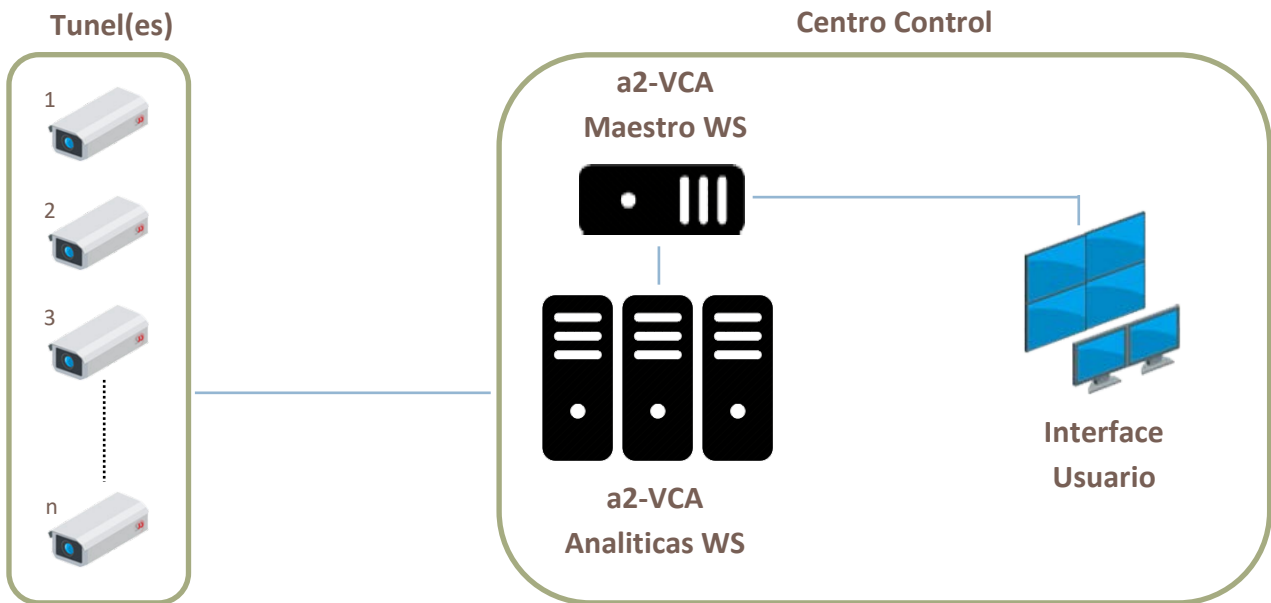 Tunel(es)
Centro Control
1
2
3
n
a2-VCA
Maestro WS
a2-VCA
Analiticas WS
Interface
Usuario